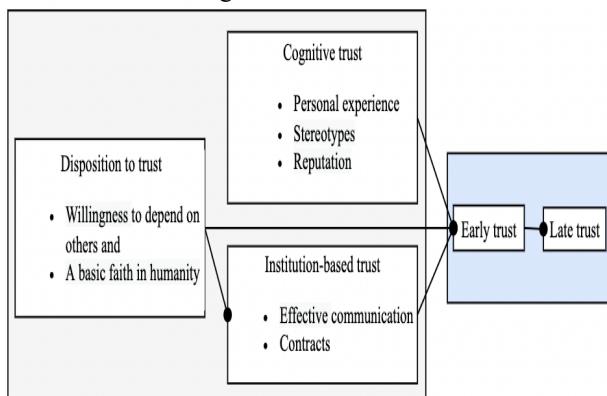 Cognitive trust
• Personal experience
• Stereotypes
• Reputation
Disposition to trust
• Willingness to depend on
others and
• A basic faith in humanity
Institution-based trust
• Effective communication
• Contracts
Early trust
Late trust